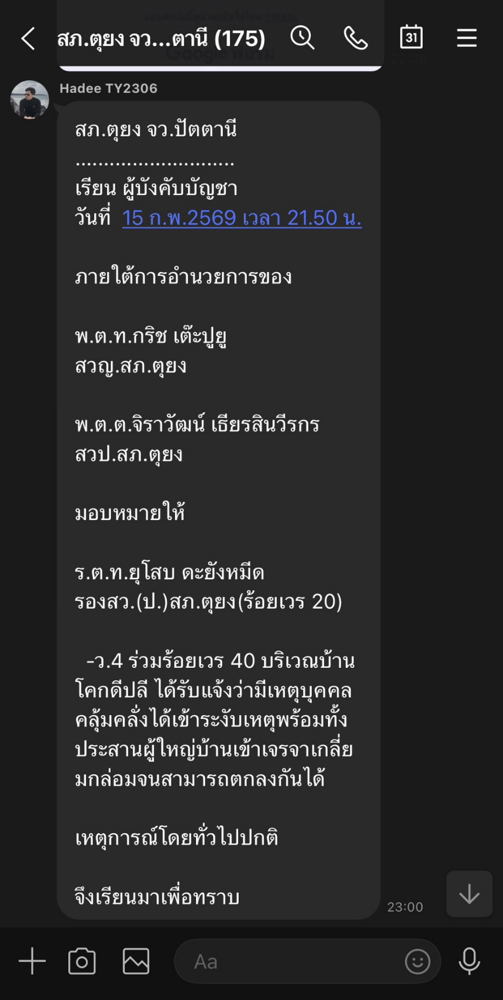 สภ.ตุยง จว...ตานี (175)
31
Google ฟอร์ม
22:46
Hadee TY2306
สภ.ตุยง จว.ปัตตานี
............................
เรียน ผู้บังคับบัญชา
วันที่ 15 ก.พ.2569 เวลา 21.50 น.
ภายใต้การอำนวยการของ
พ.ต.ท.กริช เต๊ะปูยู
สวญ.สภ.ตุยง
พ.ต.ต.จิราวัฒน์ เธียรสินวีรกร
สวป.สภ.ตุยง
มอบหมายให้
ร.ต.ท.ยุโสบ ดะยังหมีด
รองสว.(ป.)สภ.ตุยง(ร้อยเวร 20)
-ว.4 ร่วมร้อยเวร 40 บริเวณบ้าน
โคกดีปลี ได้รับแจ้งว่ามีเหตุบุคคล
คลุ้มคลั่งได้เข้าระงับเหตุพร้อมทั้ง
ประสานผู้ใหญ่บ้านเข้าเจรจาเกลี่ย
มกล่อมจนสามารถตกลงกันได้
เหตุการณ์โดยทั่วไปปกติ
จึงเรียนมาเพื่อทราบ
23:00
Aa